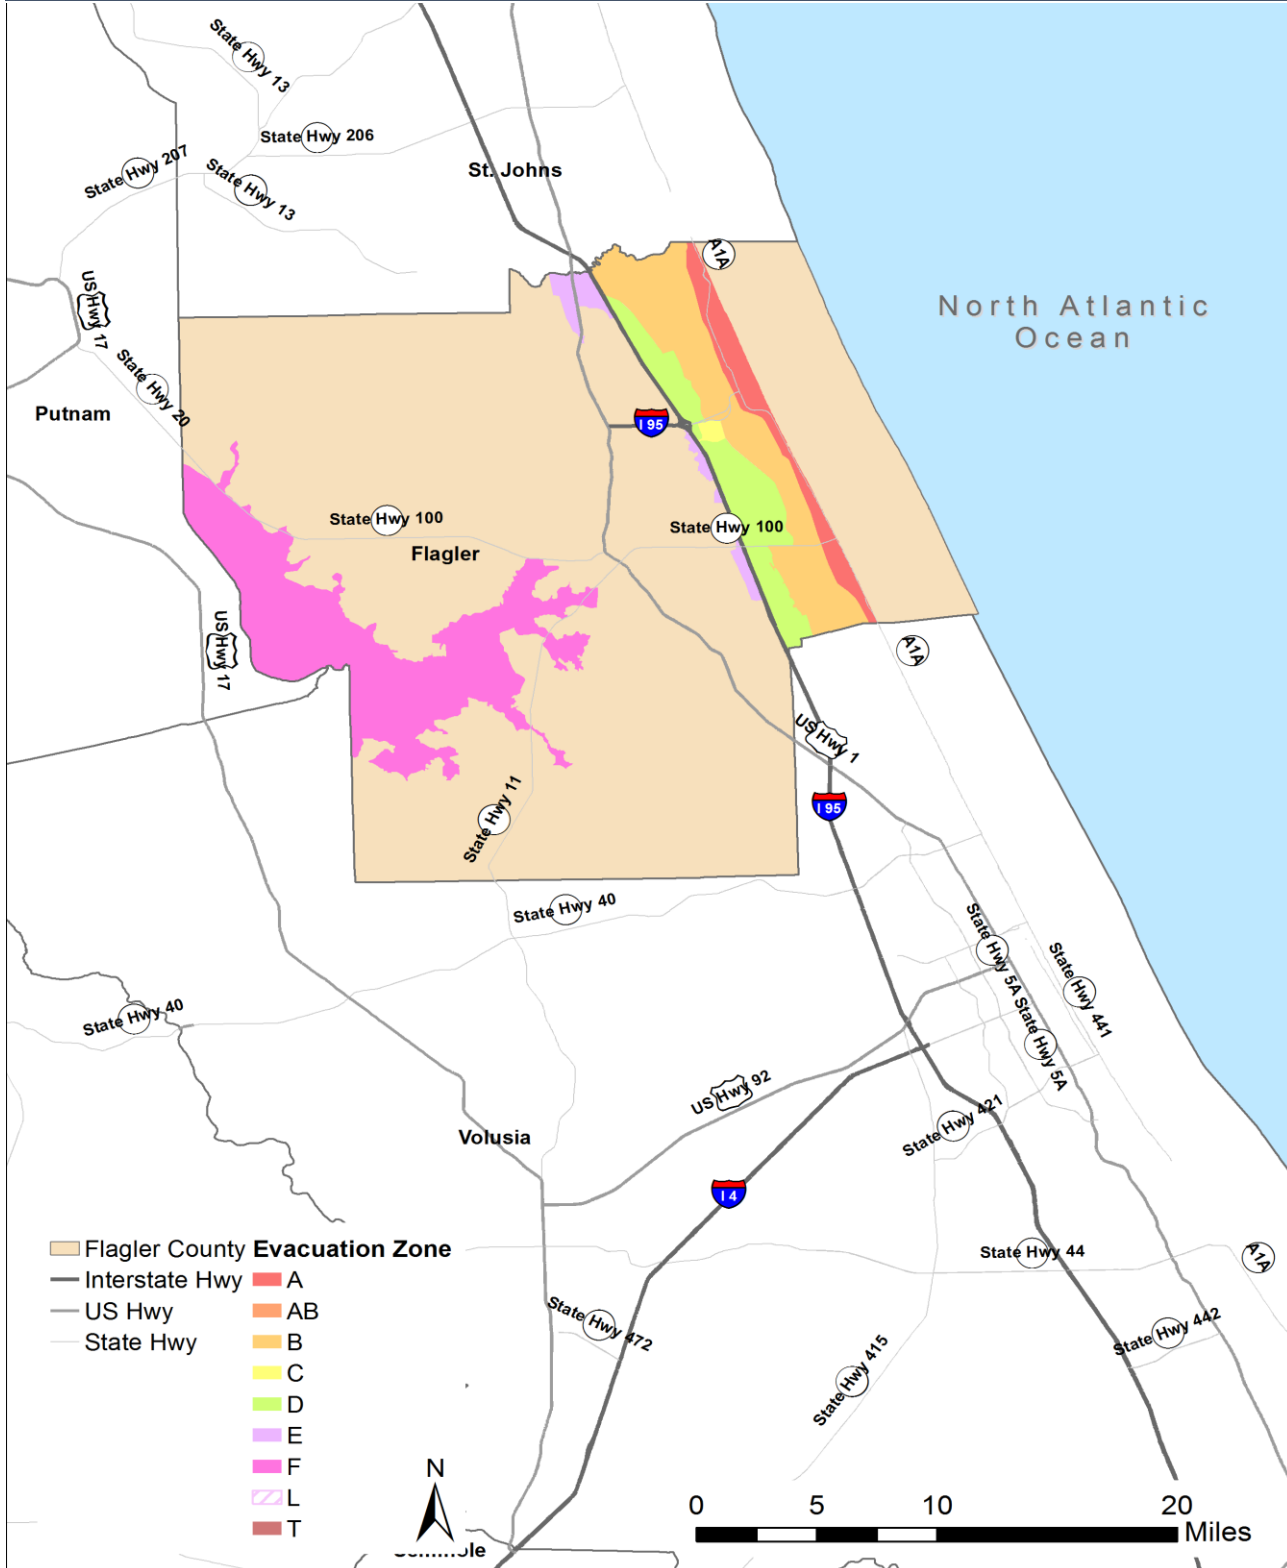 State Hwy 13
State Hwy 206
State Hwy 207
State Hwy 13
St. Johns
A1A
US Hwy 17
North Atlantic
Ocean
State Hwy 20
Putnam
I 95
State Hwy 100
State Hwy 100
Flagler
US Hwy 17
A1A
US Hwy 1
I 95
State Hwy 11
State Hwy 40
State Hwy 5A
State Hwy 441
State Hwy 40
State Hwy 5A
US Hwy 92
State Hwy 421
Volusia
I 4
Flagler County Evacuation Zone
State Hwy 44
A1A
Interstate Hwy A
US Hwy AB
State Hwy B
State Hwy 472
State Hwy 442
C
State Hwy 415
D
E
F
N
L
0 5 10 20
T
Miles
Seminole